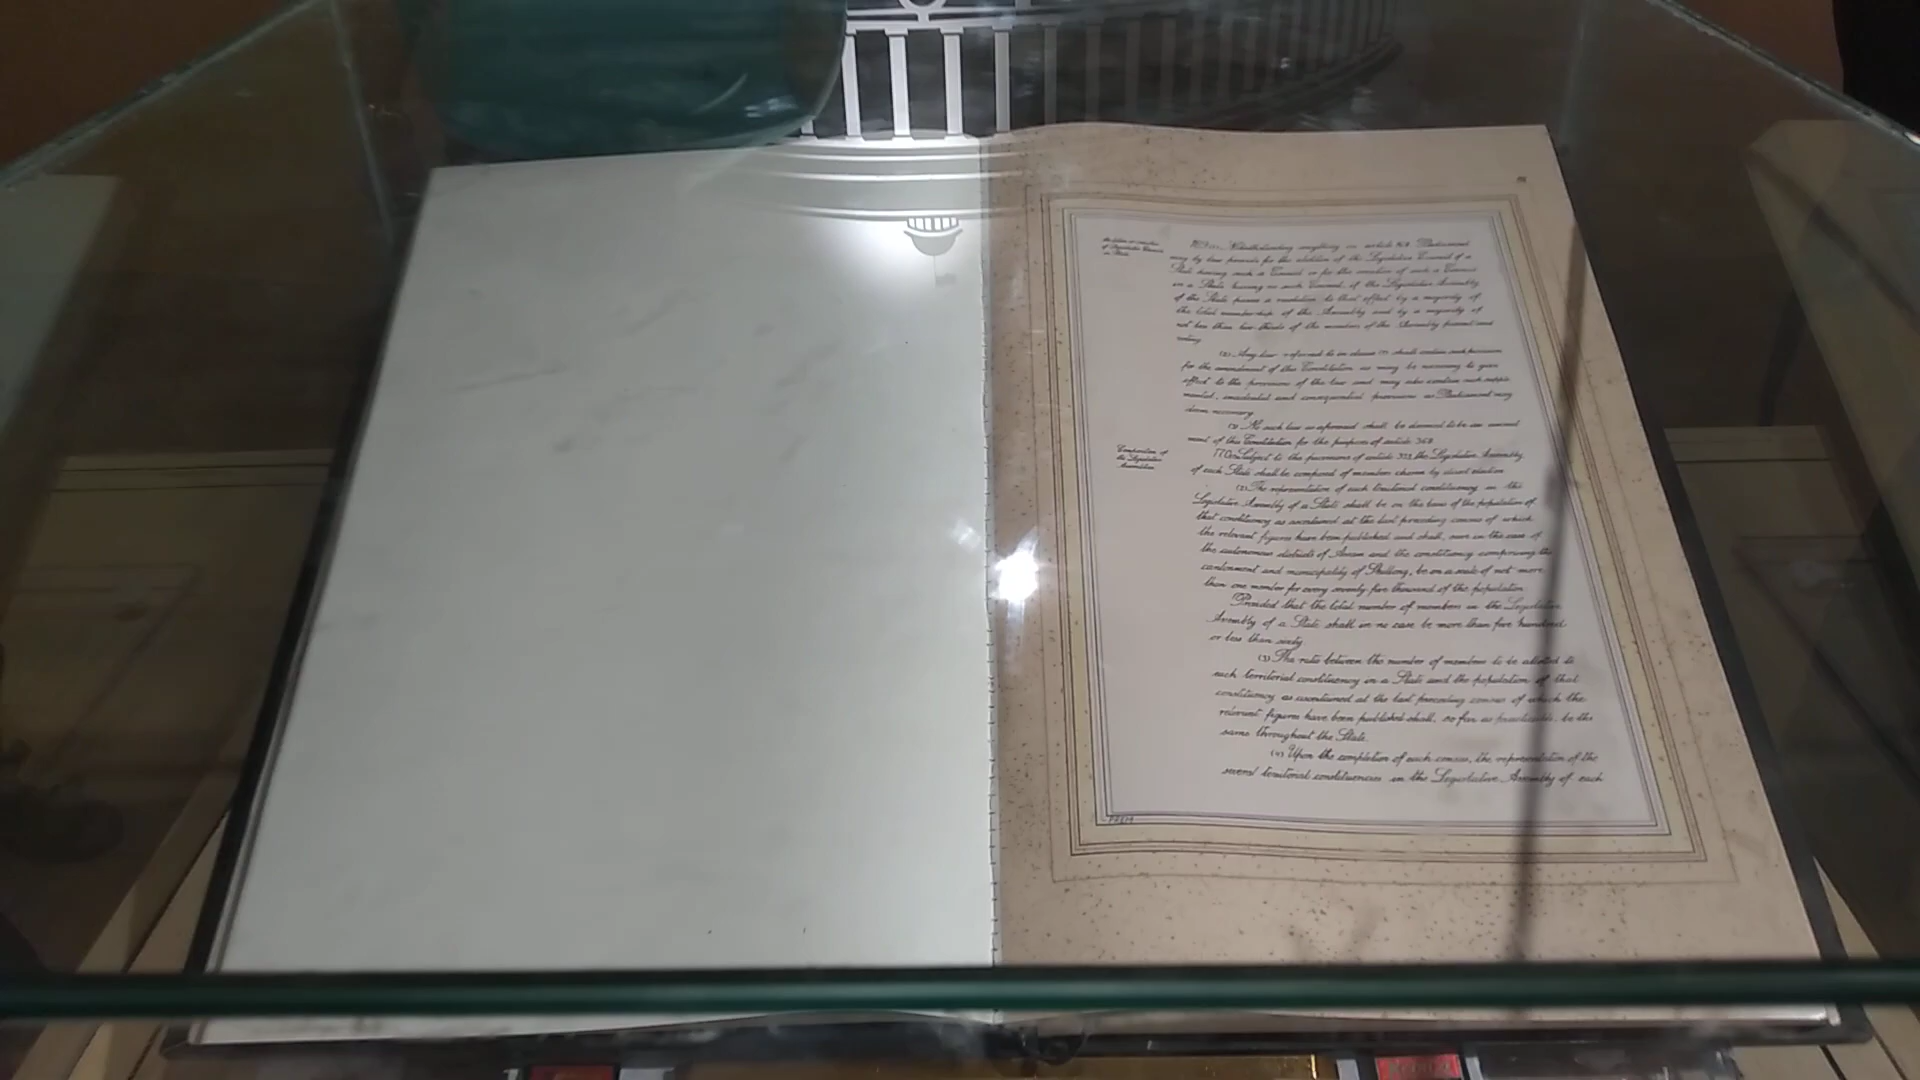 Abolition or creation
of Legislative Councils
in States
169.(1) Notwithstanding anything in article 168, Parliament
may by law provide for the abolition of the Legislative Council of a
State having such a Council or for the creation of such a Council
in a State having no such Council, if the Legislative Assembly
of the State passes a resolution to that effect by a majority of
the total membership of the Assembly and by a majority of
not less than two-thirds of the members of the Assembly present and
voting.
(2) Any law referred to in clause (1) shall contain such provisions
for the amendment of this Constitution as may be necessary to give
effect to the provisions of the law and may also contain such supple-
mental, incidental and consequential provisions as Parliament may
deem necessary.
(3) No such law as aforesaid shall be deemed to be an amend-
ment of this Constitution for the purposes of article 368.
Composition of
the Legislative
Assemblies
170.(1) Subject to the provisions of article 333, the Legislative Assembly
of each State shall be composed of members chosen by direct election.
(2) The representation of each territorial constituency in the
Legislative Assembly of a State shall be on the basis of the population of
that constituency as ascertained at the last preceding census of which
the relevant figures have been published and shall, save in the case of
the autonomous districts of Assam and the constituency comprising the
cantonment and municipality of Shillong, be on a scale of not more
than one member for every seventy-five thousand of the population
Provided that the total number of members in the Legislative
Assembly of a State shall in no case be more than five hundred
or less than sixty.
(3) The ratio between the number of members to be allotted to
each territorial constituency in a State and the population of that
constituency as ascertained at the last preceding census of which the
relevant figures have been published shall, so far as practicable, be the
same throughout the State.
(4) Upon the completion of each census, the representation of the
several territorial constituencies in the Legislative Assembly of each